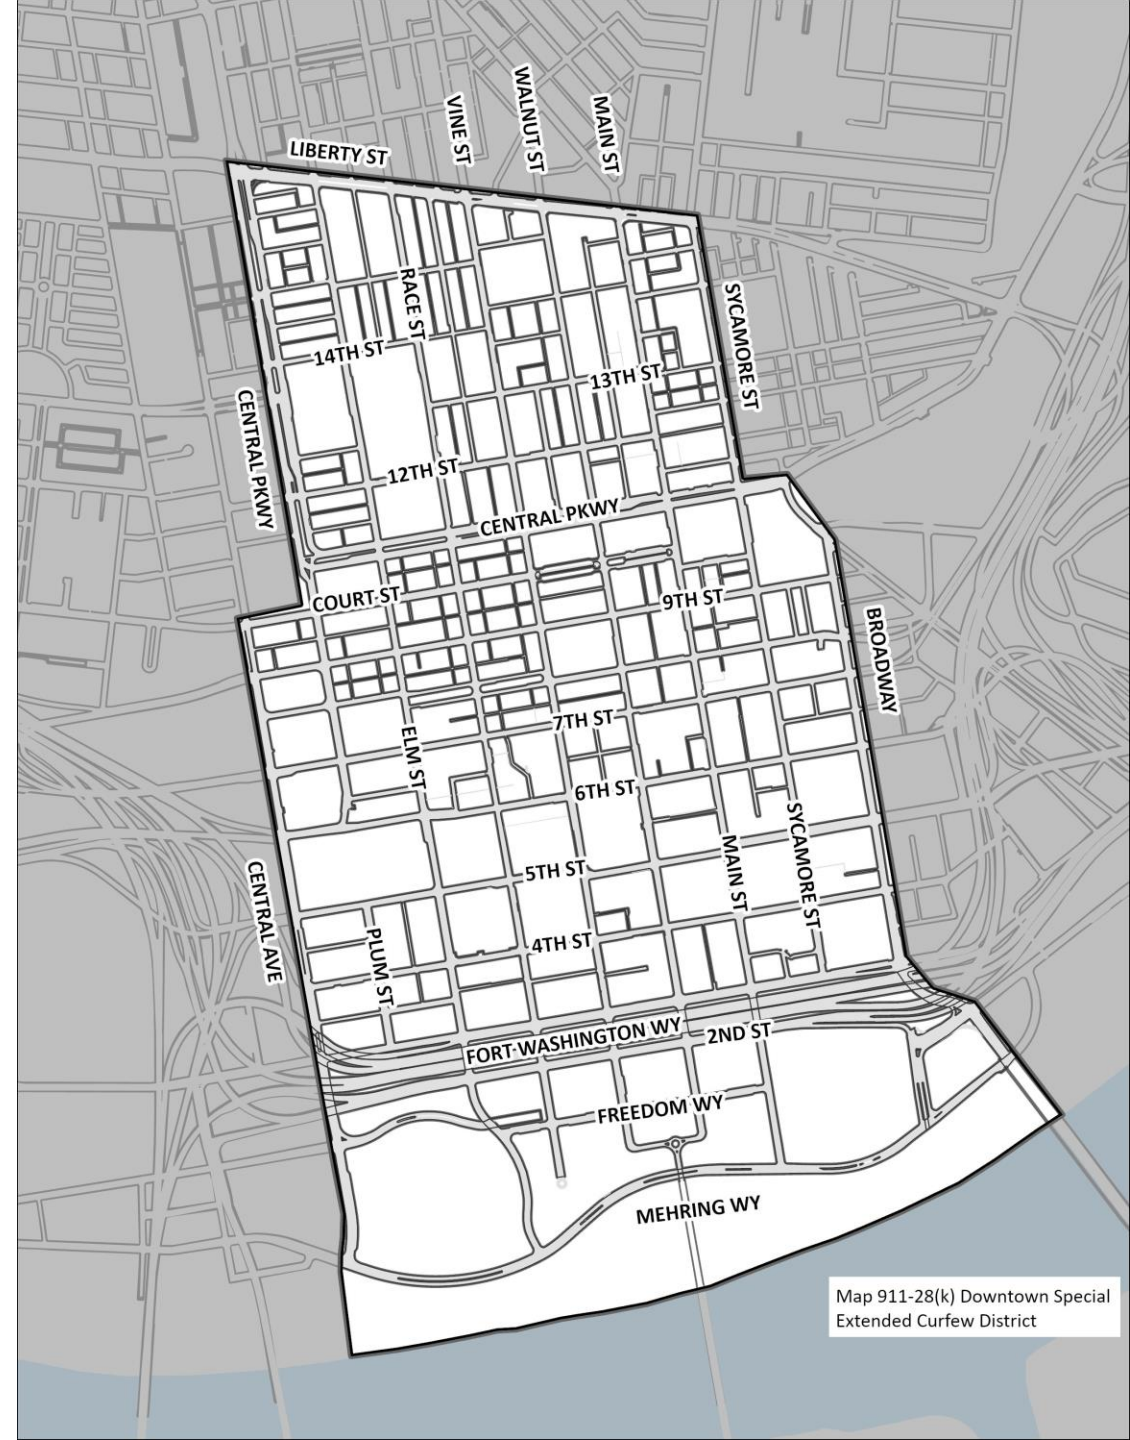 WALNUT ST
VINE ST
MAIN ST
LIBERTY ST
RACE ST
SYCAMORE ST
14TH ST
13TH ST
CENTRAL PKWY
12TH ST
CENTRAL PKWY
COURT ST
9TH ST
BROADWAY
7TH ST
ELM ST
6TH ST
SYCAMORE ST
MAIN ST
5TH ST
CENTRAL AVE
4TH ST
PLUM ST
FORT WASHINGTON WY
2ND ST
FREEDOM WY
MEHRING WY
Map 911-28(k) Downtown Special
Extended Curfew District